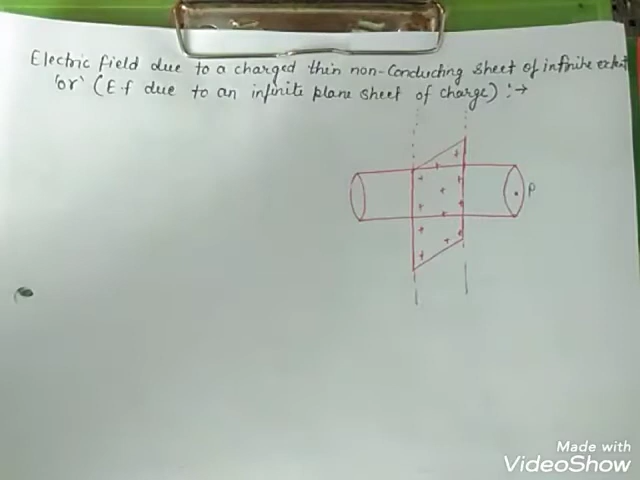 Electric field due to a charged thin non-conducting sheet of infinite extent
'or' (E.f due to an infinite plane sheet of charge) :→
P
Made with
VideoShow